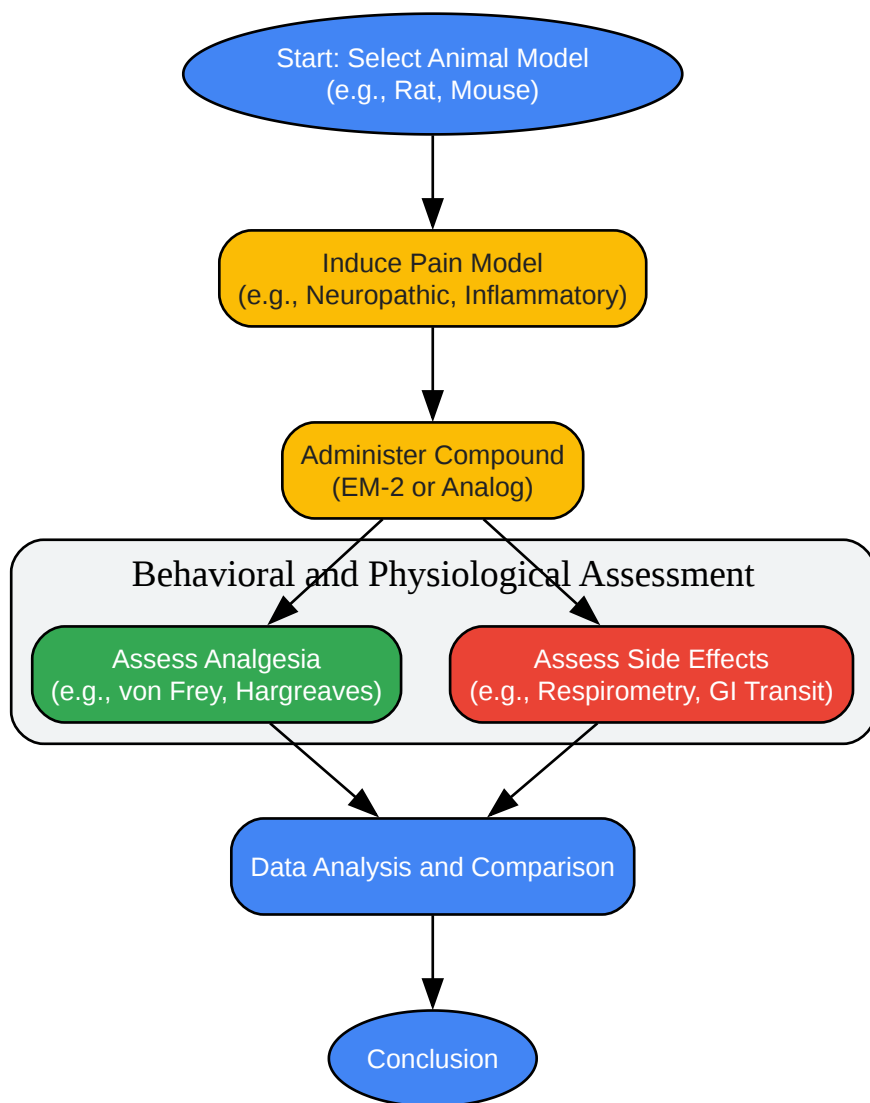 Start: Select Animal Model
(e.g., Rat, Mouse)
Induce Pain Model
(e.g., Neuropathic, Inflammatory)
Administer Compound
(EM-2 or Analog)
Behavioral and Physiological Assessment
Assess Analgesia
(e.g., von Frey, Hargreaves)
Assess Side Effects
(e.g., Respirometry, GI Transit)
Data Analysis and Comparison
Conclusion